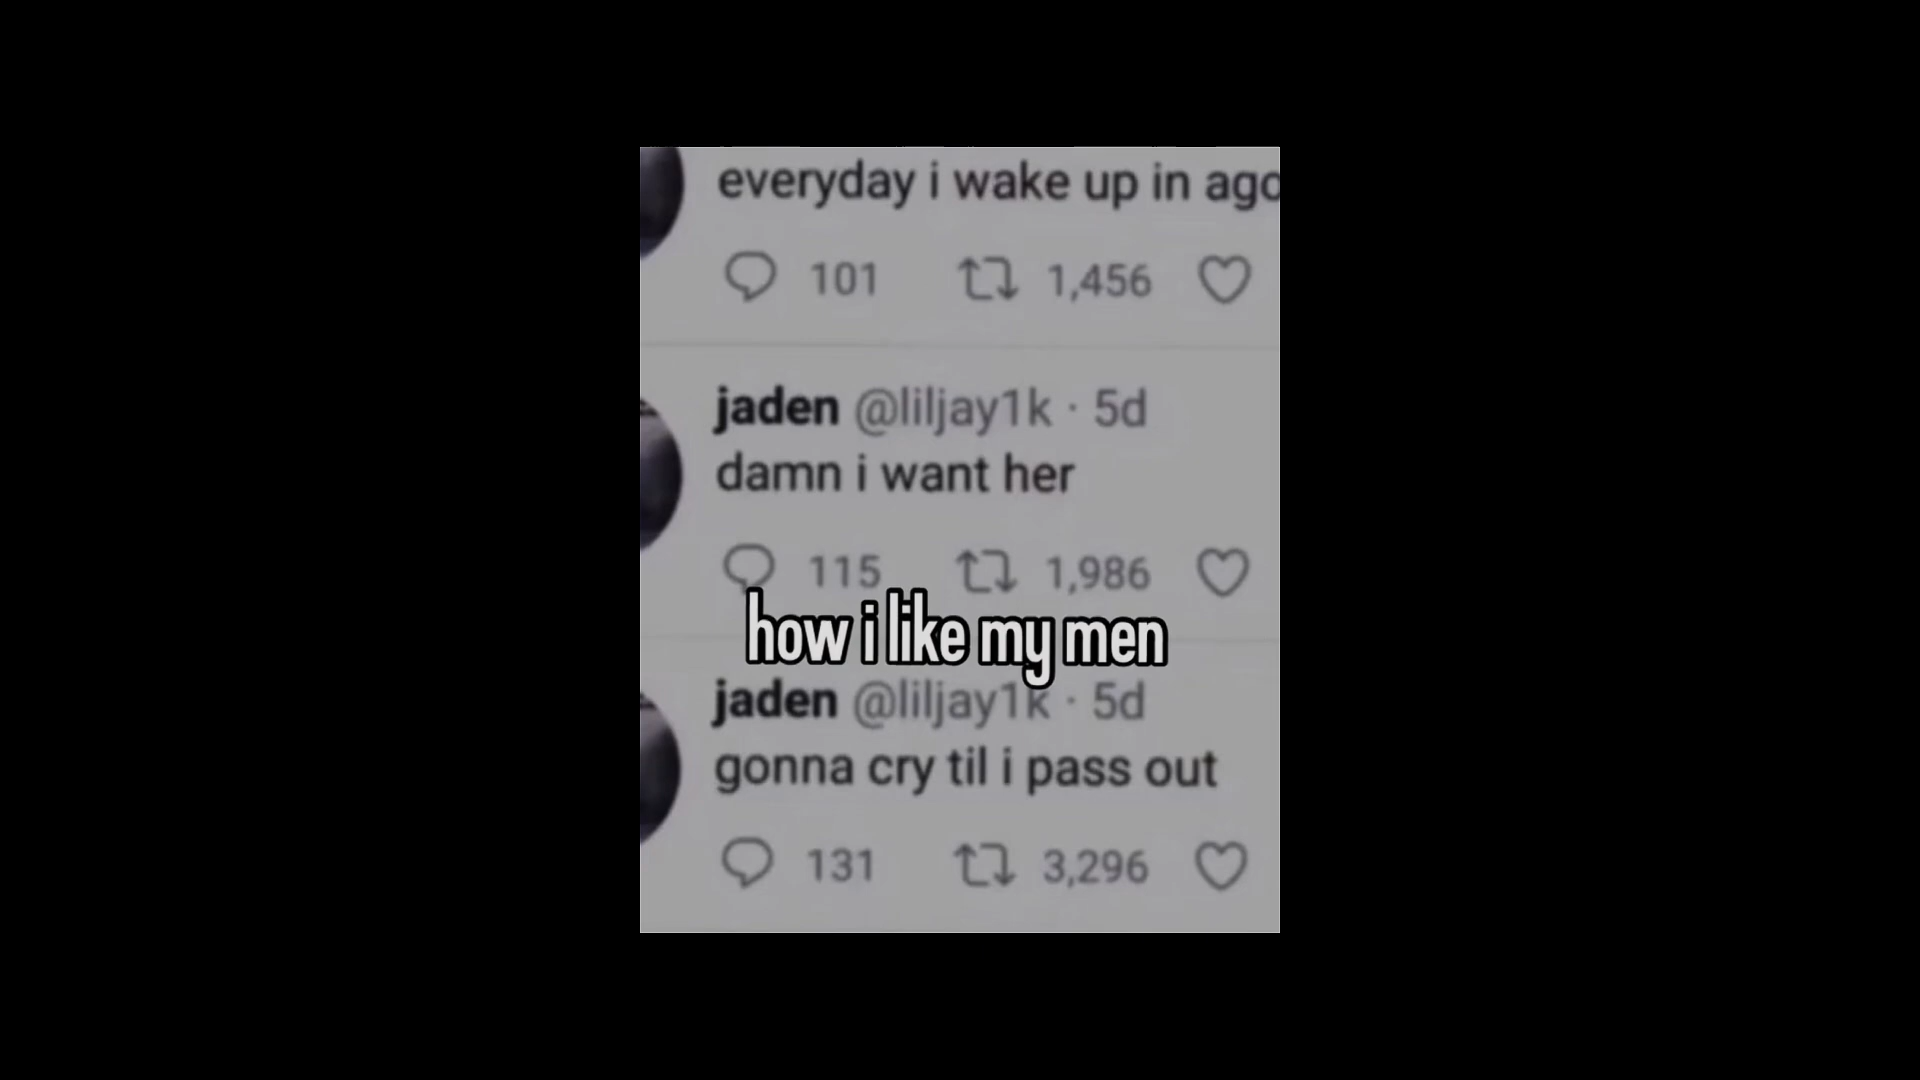 everyday i wake up in ago
101 1,456
jaden @liljay1k · 5d
damn i want her
115 1,986
how i like my men
jaden @liljay1k · 5d
gonna cry til i pass out
131 3,296